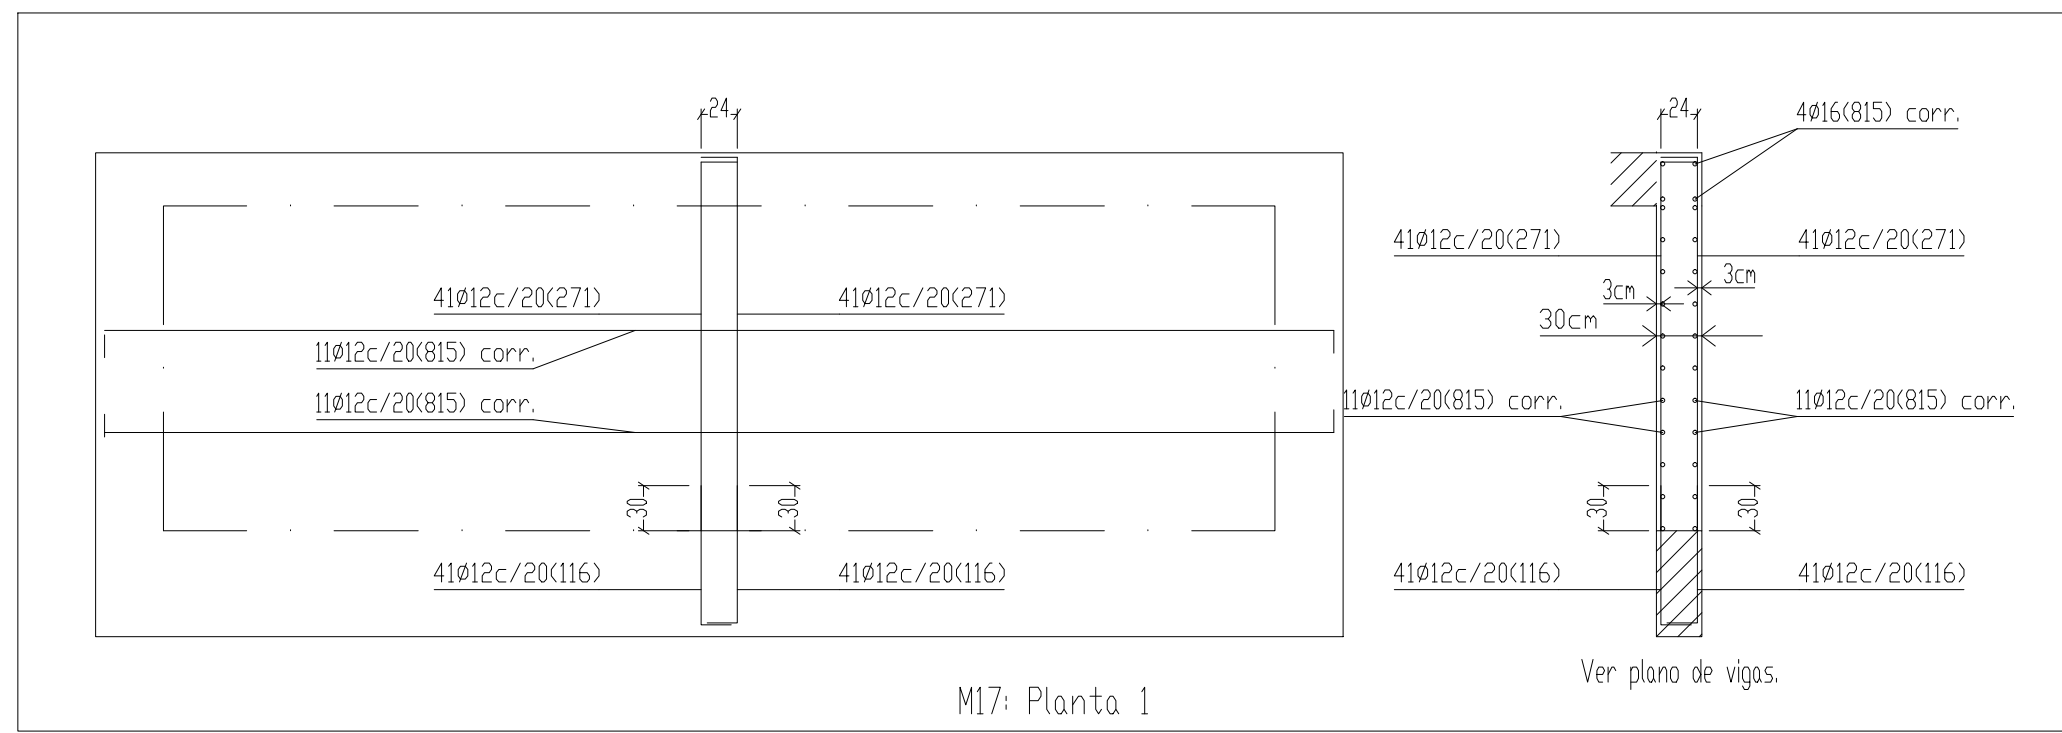 24
24
4Ø16(815) corr.
41Ø12c/20(271)
41Ø12c/20(271)
3cm
3cm
41Ø12c/20(271)
41Ø12c/20(271)
30cm
11Ø12c/20(815) corr.
11Ø12c/20(815) corr.
11Ø12c/20(815) corr.
11Ø12c/20(815) corr.
30
30
30
30
41Ø12c/20(116)
41Ø12c/20(116)
41Ø12c/20(116)
41Ø12c/20(116)
Ver plano de vigas.
M17: Planta 1